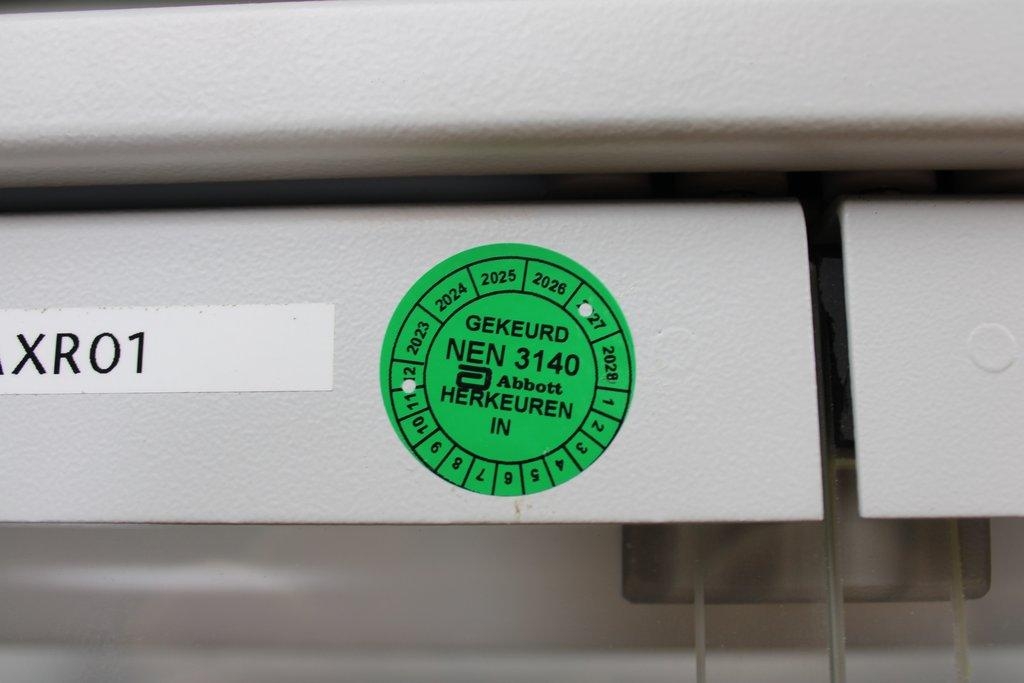 XR01
2023 2024 2025 2026 2027 2028
GEKEURD
NEN 3140
Abbott
HERKEUREN
IN
1 2 3 4 5 6 7 8 9 10 11 12